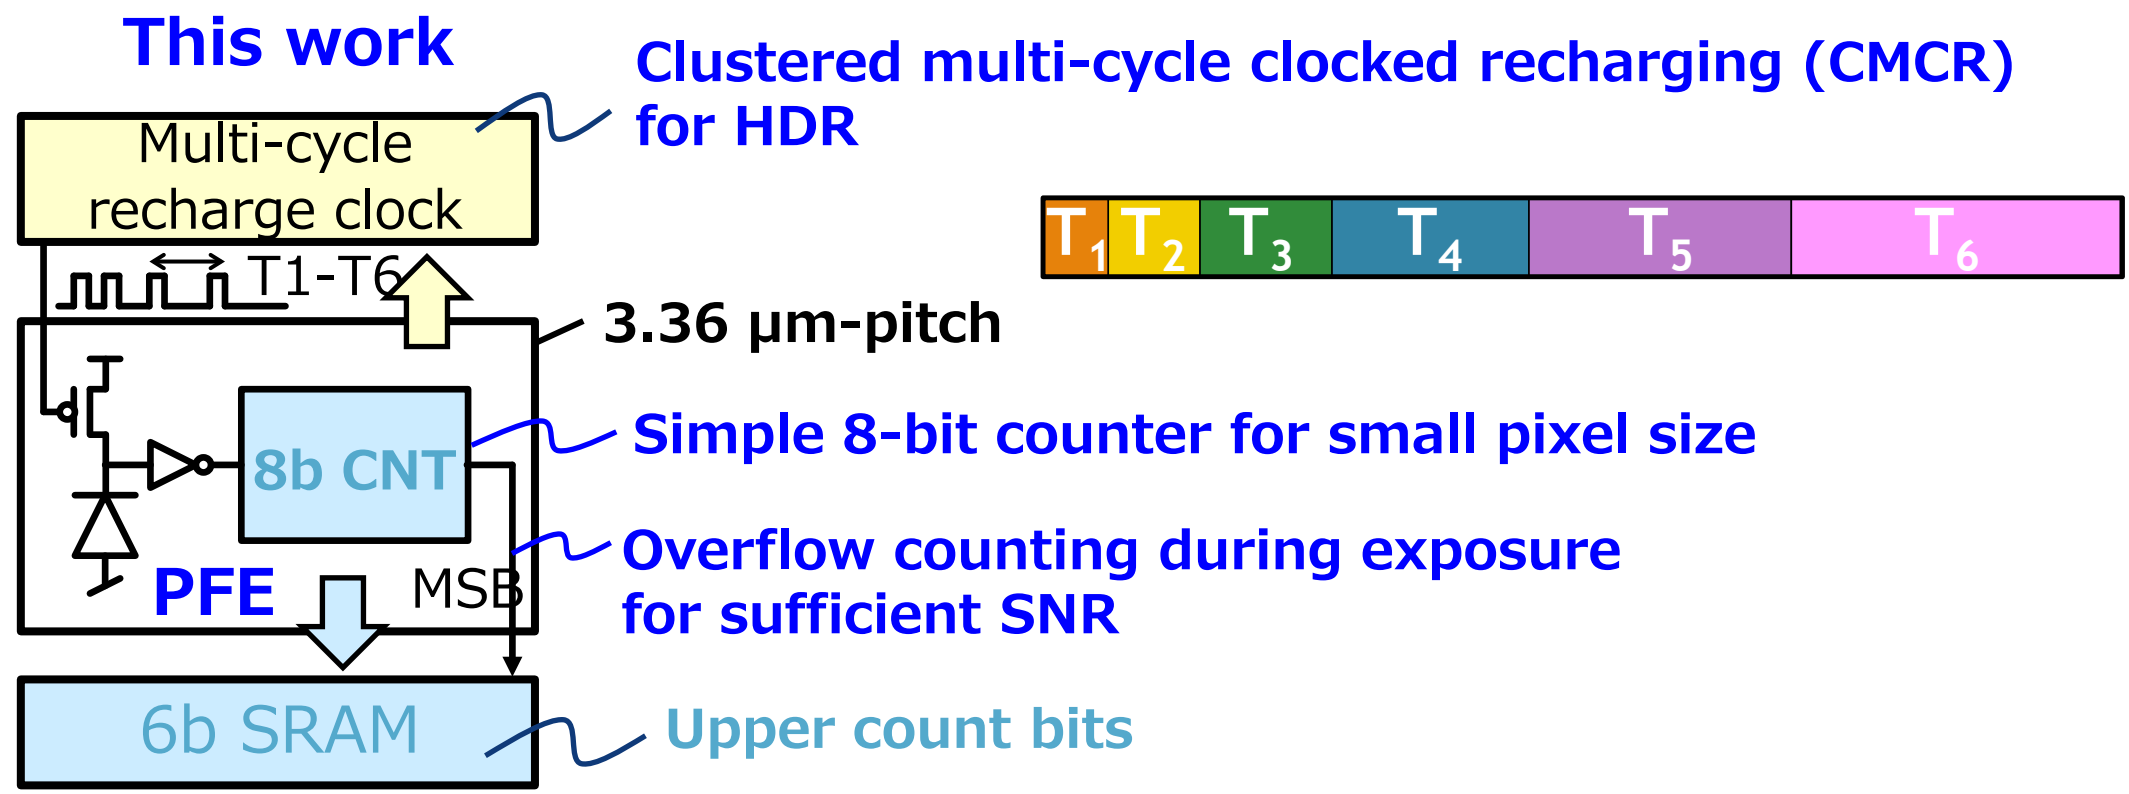 This work
Clustered multi-cycle clocked recharging (CMCR)
for HDR
Multi-cycle
recharge clock
T1 T2 T3 T4 T5 T6
T1-T6
3.36 µm-pitch
8b CNT
Simple 8-bit counter for small pixel size
Overflow counting during exposure
for sufficient SNR
PFE
MSB
6b SRAM
Upper count bits